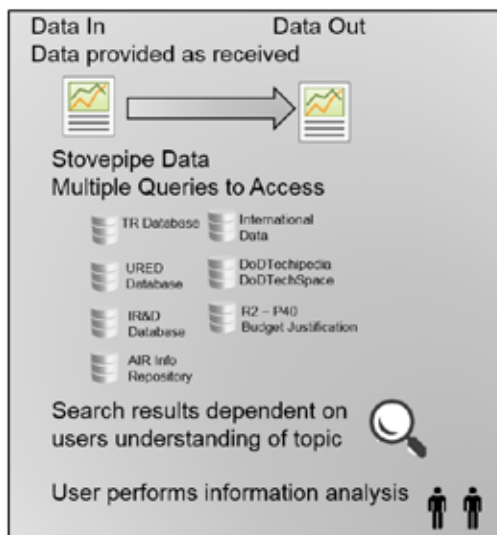 Data In Data Out
Data provided as received
Stovepipe Data
Multiple Queries to Access
TR Database
International
Data
URED
Database
DoDTechipedia
DoDTechSpace
IR&D
Database
R2 – P40
Budget Justification
AIR Info
Repository
Search results dependent on
users understanding of topic
User performs information analysis